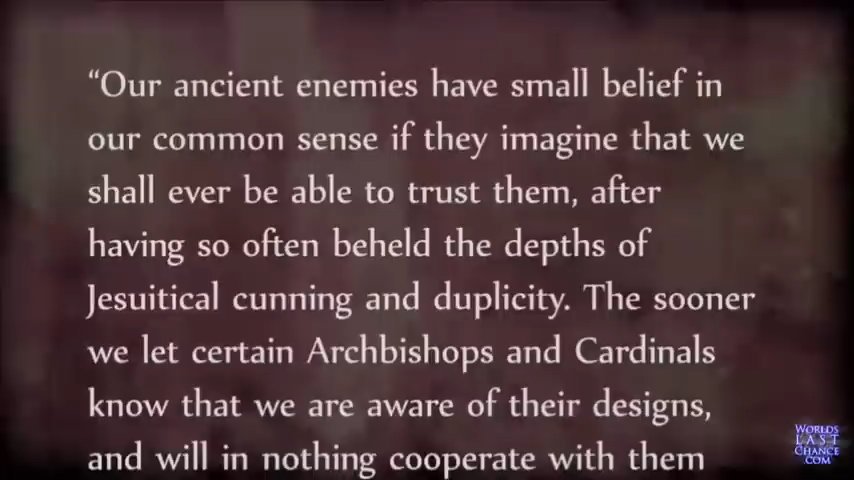 “Our ancient enemies have small belief in
our common sense if they imagine that we
shall ever be able to trust them, after
having so often beheld the depths of
Jesuitical cunning and duplicity. The sooner
we let certain Archbishops and Cardinals
know that we are aware of their designs,
and will in nothing cooperate with them
WORLDS
LAST
CHANCE
.COM